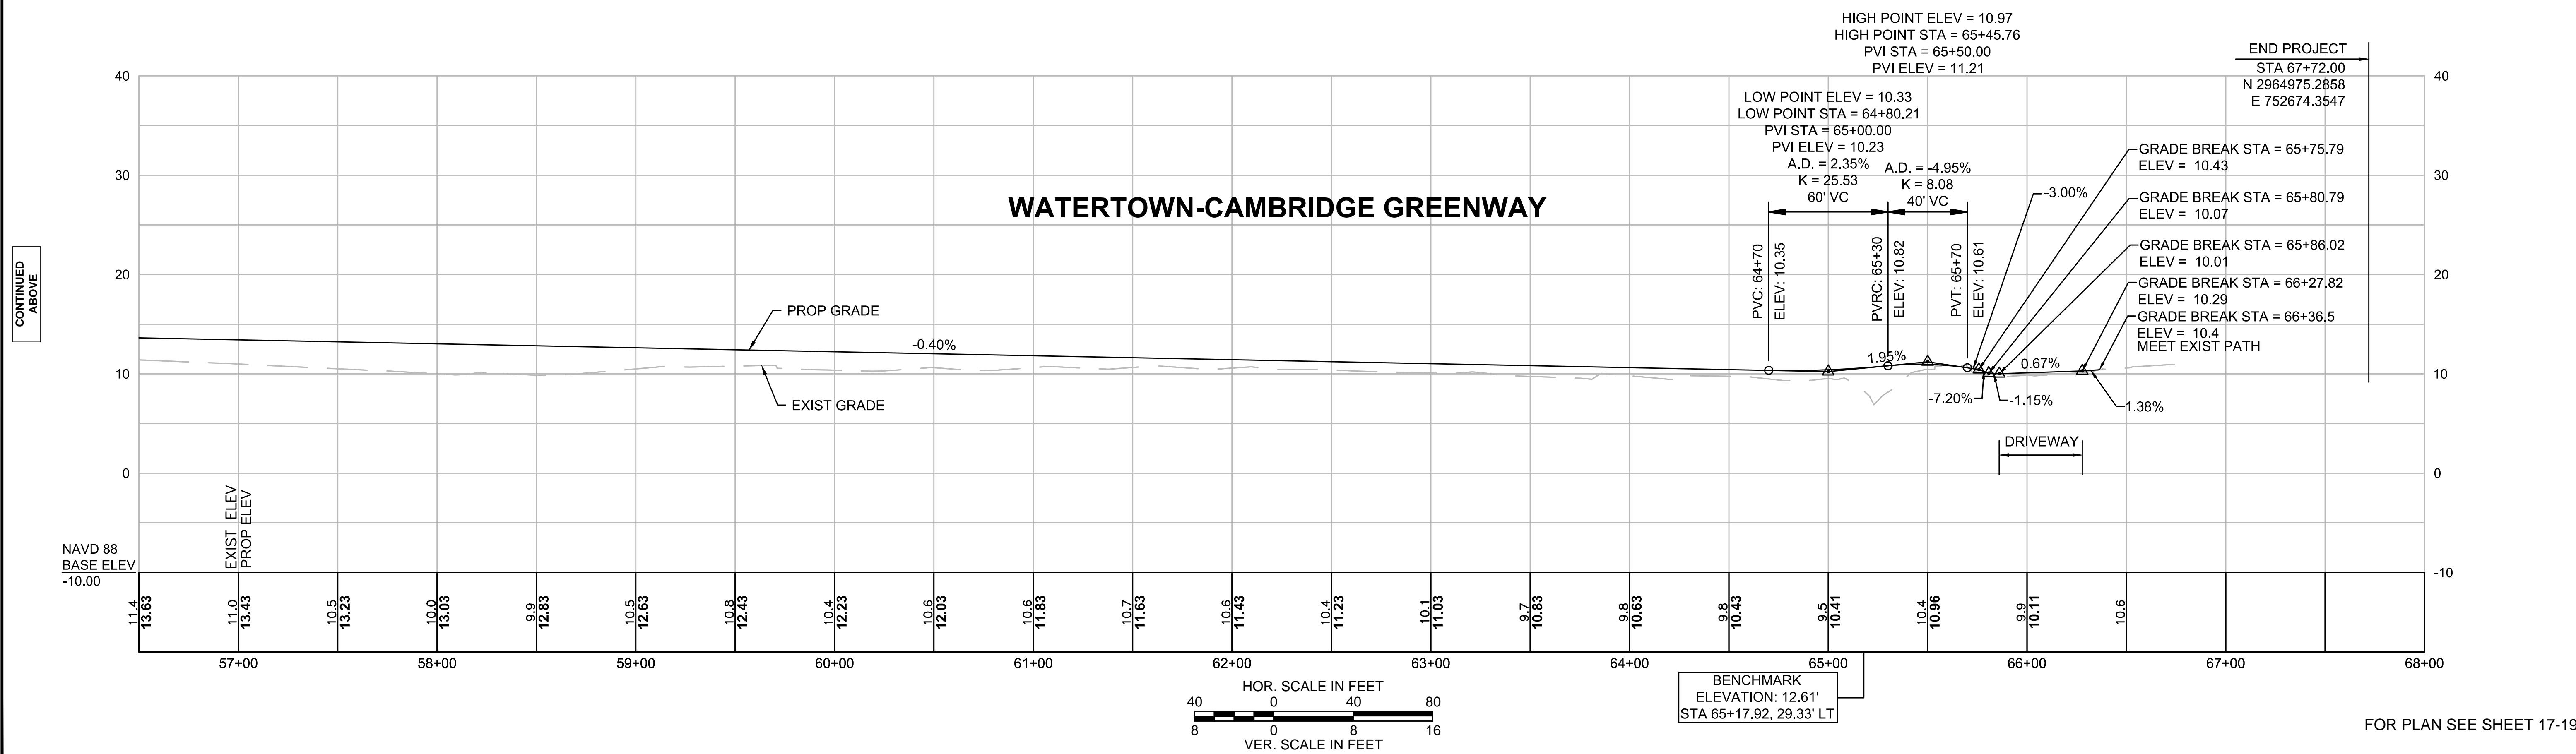 HIGH POINT ELEV = 10.97
HIGH POINT STA = 65+45.76
PVI STA = 65+50.00
PVI ELEV = 11.21
END PROJECT
STA 67+72.00
N 2964975.2858
E 752674.3547
LOW POINT ELEV = 10.33
LOW POINT STA = 64+80.21
PVI STA = 65+00.00
PVI ELEV = 10.23
A.D. = 2.35%
K = 25.53
60' VC
A.D. = -4.95%
K = 8.08
40' VC
40
30
20
10
0
40
30
20
10
0
-10
CONTINUED
ABOVE
WATERTOWN-CAMBRIDGE GREENWAY
GRADE BREAK STA = 65+75.79
ELEV = 10.43
-3.00%
GRADE BREAK STA = 65+80.79
ELEV = 10.07
GRADE BREAK STA = 65+86.02
ELEV = 10.01
GRADE BREAK STA = 66+27.82
ELEV = 10.29
GRADE BREAK STA = 66+36.5
ELEV = 10.4
MEET EXIST PATH
PVC: 64+70
ELEV: 10.35
PVRC: 65+30
ELEV: 10.82
PVT: 65+70
ELEV: 10.61
PROP GRADE
-0.40%
1.95%
0.67%
EXIST GRADE
-7.20%
-1.15%
1.38%
DRIVEWAY
EXIST ELEV
PROP ELEV
NAVD 88
BASE ELEV
-10.00
11.4
13.63
11.0
13.43
10.5
13.23
10.0
13.03
9.9
12.83
10.5
12.63
10.8
12.43
10.4
12.23
10.6
12.03
10.6
11.83
10.7
11.63
10.6
11.43
10.4
11.23
10.1
11.03
9.7
10.83
9.8
10.63
9.8
10.43
9.5
10.41
10.4
10.96
9.9
10.11
10.6
57+00 58+00 59+00 60+00 61+00 62+00 63+00 64+00 65+00 66+00 67+00 68+00
HOR. SCALE IN FEET
40 0 40 80
8 0 8 16
VER. SCALE IN FEET
BENCHMARK
ELEVATION: 12.61'
STA 65+17.92, 29.33' LT
FOR PLAN SEE SHEET 17-19